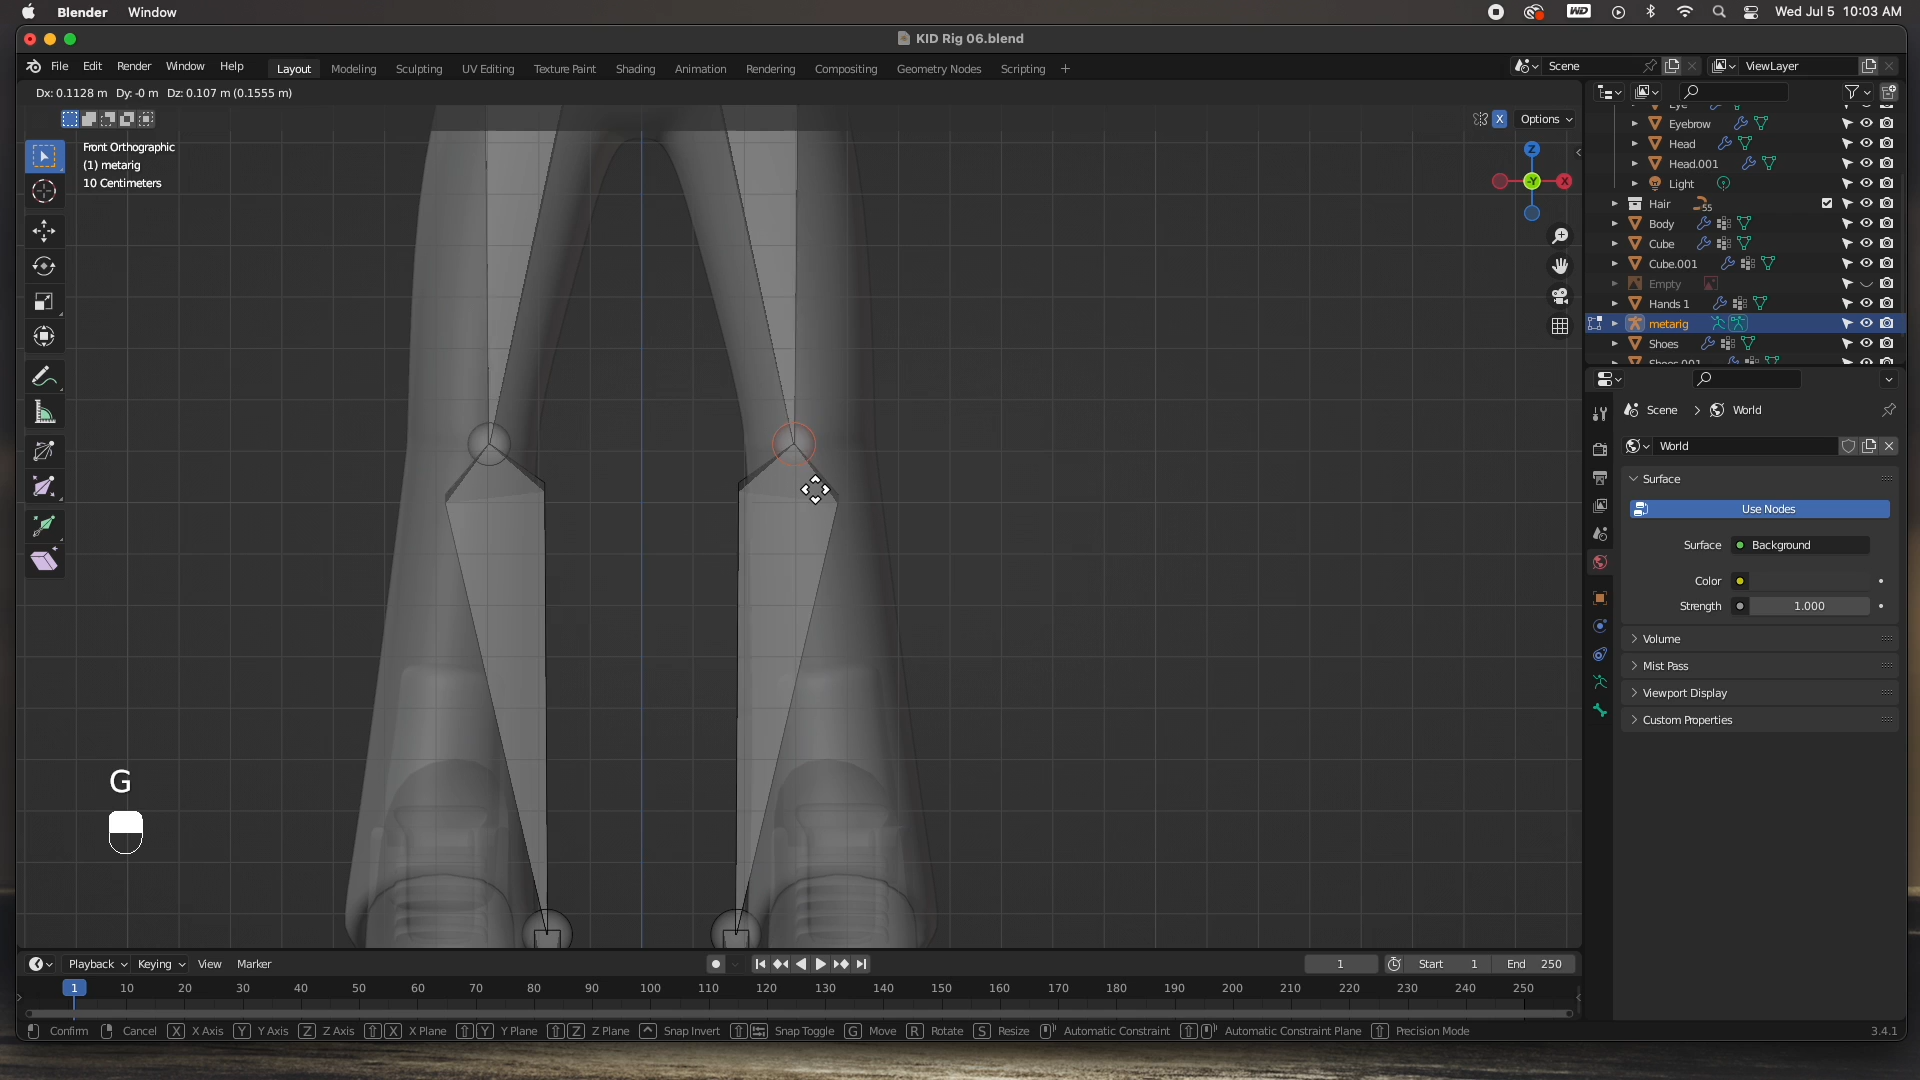 Blender Window
WD
Wed Jul 5 10:03 AM
KID Rig 06.blend
File Edit Render Window Help
Layout Modeling Sculpting UV Editing Texture Paint Shading Animation Rendering Compositing Geometry Nodes Scripting +
Scene
ViewLayer
Dx: 0.1128 m Dy: -0 m Dz: 0.107 m (0.1555 m)
X
Options
Front Orthographic
(1) metarig
10 Centimeters
Z
-Y
X
Eyebrow
Head
Head.001
Light
Hair
55
Body
Cube
Cube.001
Empty
Hands 1
metarig
Shoes
Shoes.001
Scene > World
World
Surface
Use Nodes
Surface Background
Color
Strength 1.000
Volume
Mist Pass
Viewport Display
Custom Properties
G
Playback Keying View Marker
1
Start 1
End 250
1 10 20 30 40 50 60 70 80 90 100 110 120 130 140 150 160 170 180 190 200 210 220 230 240 250
Confirm Cancel X X Axis Y Y Axis Z Z Axis X X Plane Y Y Plane Z Z Plane Snap Invert Snap Toggle G Move R Rotate S Resize Automatic Constraint Automatic Constraint Plane Precision Mode
3.4.1